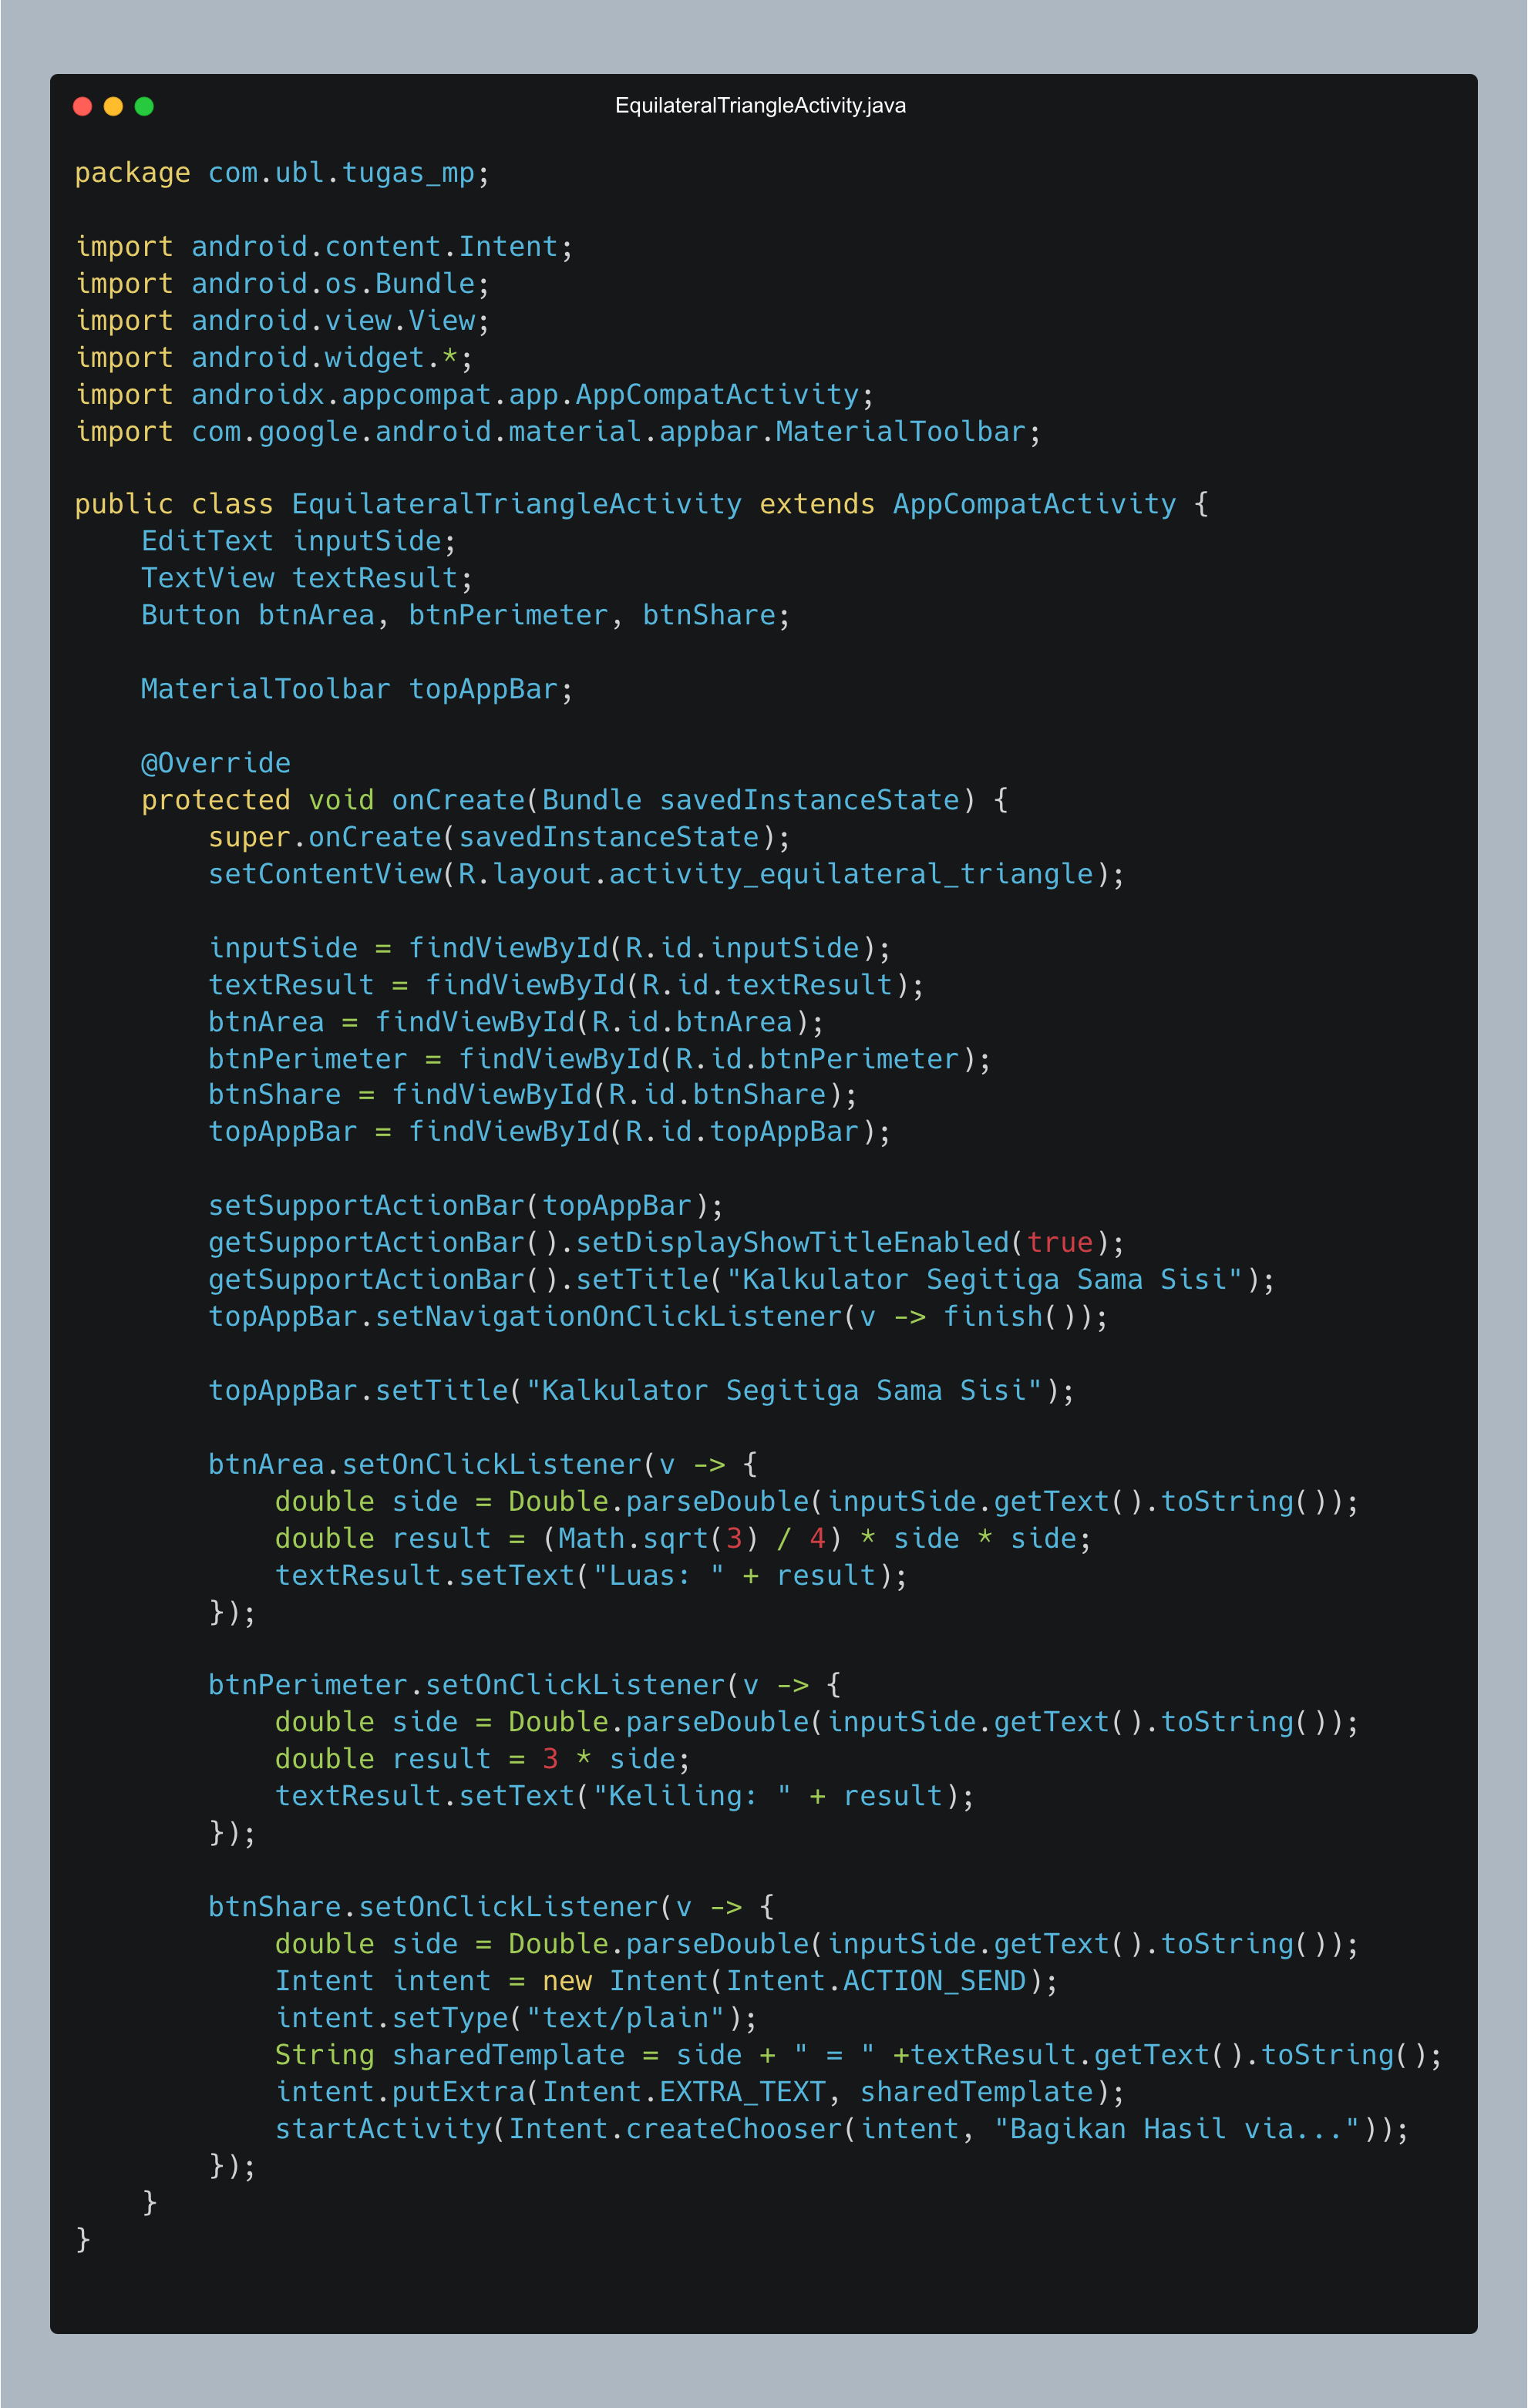 EquilateralTriangleActivity.java
package com.ubl.tugas_mp;
import android.content.Intent;
import android.os.Bundle;
import android.view.View;
import android.widget.*;
import androidx.appcompat.app.AppCompatActivity;
import com.google.android.material.appbar.MaterialToolbar;
public class EquilateralTriangleActivity extends AppCompatActivity {
    EditText inputSide;
    TextView textResult;
    Button btnArea, btnPerimeter, btnShare;
    MaterialToolbar topAppBar;
    @Override
    protected void onCreate(Bundle savedInstanceState) {
        super.onCreate(savedInstanceState);
        setContentView(R.layout.activity_equilateral_triangle);
        inputSide = findViewById(R.id.inputSide);
        textResult = findViewById(R.id.textResult);
        btnArea = findViewById(R.id.btnArea);
        btnPerimeter = findViewById(R.id.btnPerimeter);
        btnShare = findViewById(R.id.btnShare);
        topAppBar = findViewById(R.id.topAppBar);
        setSupportActionBar(topAppBar);
        getSupportActionBar().setDisplayShowTitleEnabled(true);
        getSupportActionBar().setTitle("Kalkulator Segitiga Sama Sisi");
        topAppBar.setNavigationOnClickListener(v -> finish());
        topAppBar.setTitle("Kalkulator Segitiga Sama Sisi");
        btnArea.setOnClickListener(v -> {
            double side = Double.parseDouble(inputSide.getText().toString());
            double result = (Math.sqrt(3) / 4) * side * side;
            textResult.setText("Luas: " + result);
        });
        btnPerimeter.setOnClickListener(v -> {
            double side = Double.parseDouble(inputSide.getText().toString());
            double result = 3 * side;
            textResult.setText("Keliling: " + result);
        });
        btnShare.setOnClickListener(v -> {
            double side = Double.parseDouble(inputSide.getText().toString());
            Intent intent = new Intent(Intent.ACTION_SEND);
            intent.setType("text/plain");
            String sharedTemplate = side + " = " +textResult.getText().toString();
            intent.putExtra(Intent.EXTRA_TEXT, sharedTemplate);
            startActivity(Intent.createChooser(intent, "Bagikan Hasil via..."));
        });
    }
}